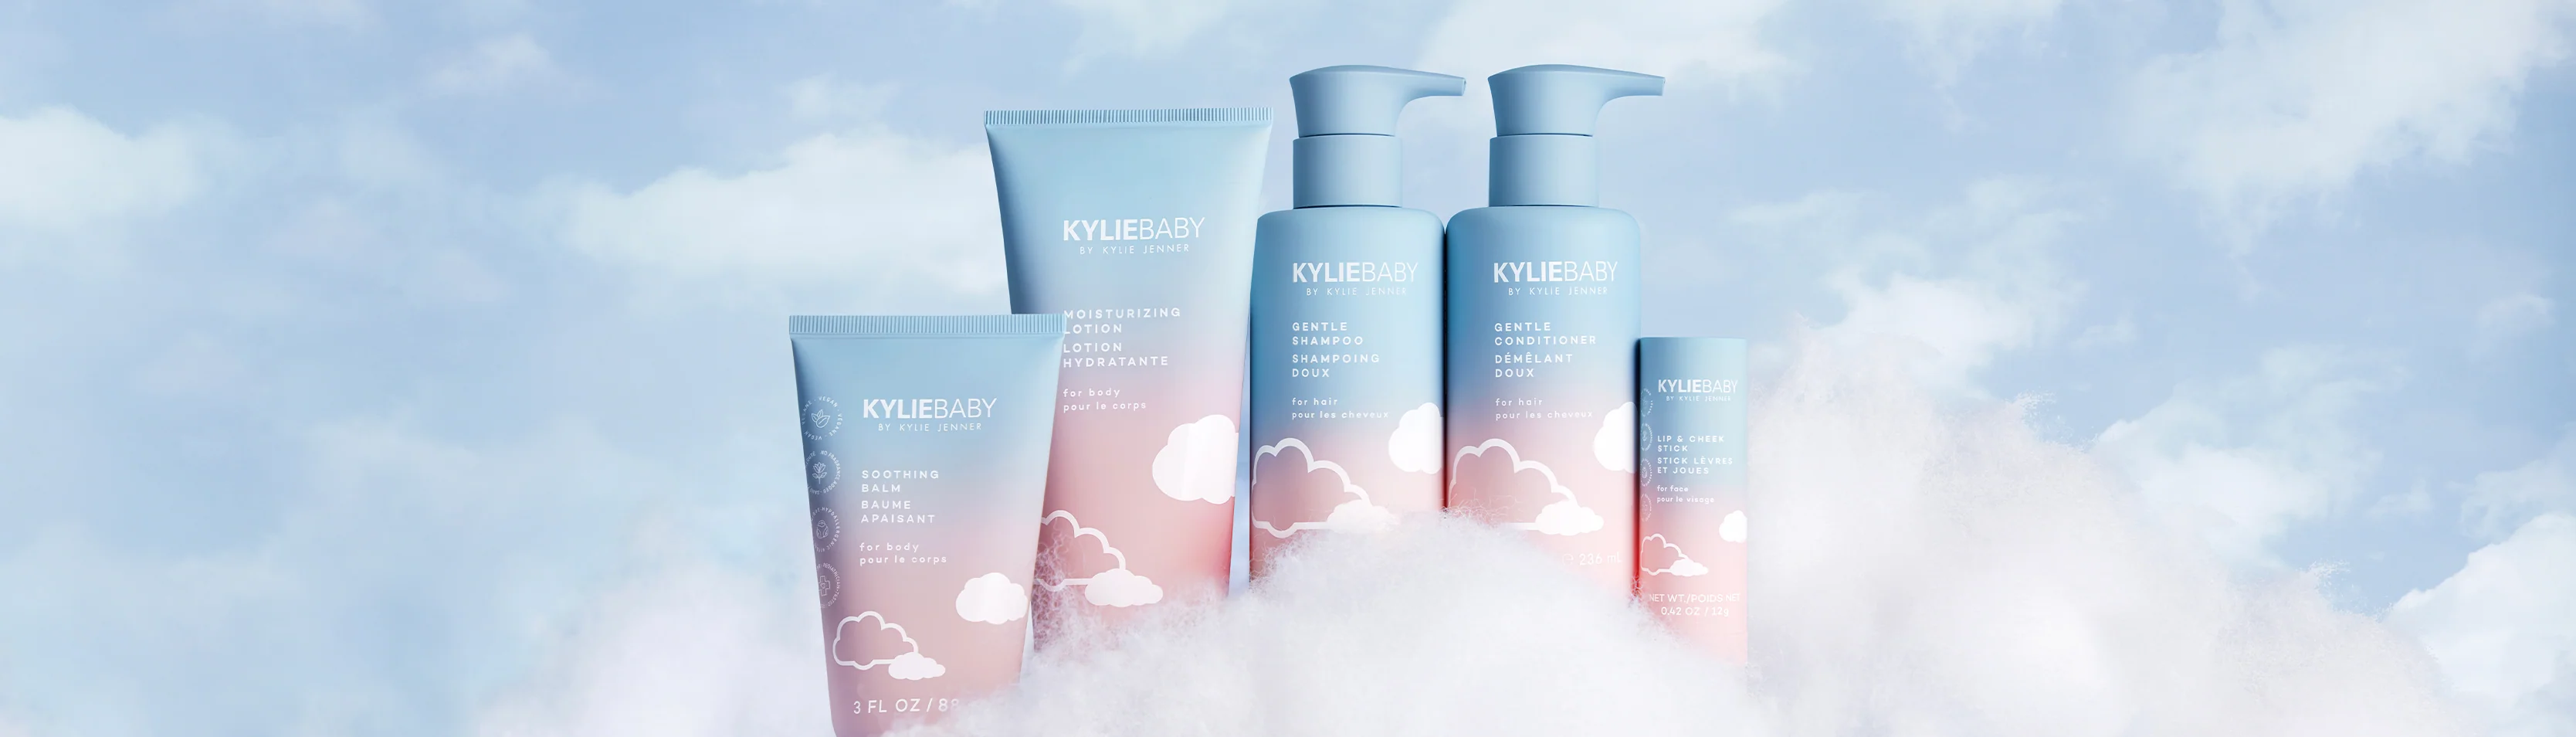 KYLIEBABY
BY KYLIE JENNER
SOOTHING
BALM
BAUME
APAISANT
for body
pour le corps
3 FL OZ / 88
KYLIEBABY
BY KYLIE JENNER
MOISTURIZING
LOTION
LOTION
HYDRATANTE
for body
pour le corps
KYLIEBABY
BY KYLIE JENNER
GENTLE
SHAMPOO
SHAMPOING
DOUX
for hair
pour les cheveux
KYLIEBABY
BY KYLIE JENNER
GENTLE
CONDITIONER
DÉMÊLANT
DOUX
for hair
pour les cheveux
236 mL
KYLIEBABY
BY KYLIE JENNER
LIP & CHEEK
STICK
STICK LÈVRES
ET JOUES
for face
pour le visage
NET WT./POIDS NET
0.42 OZ / 12g